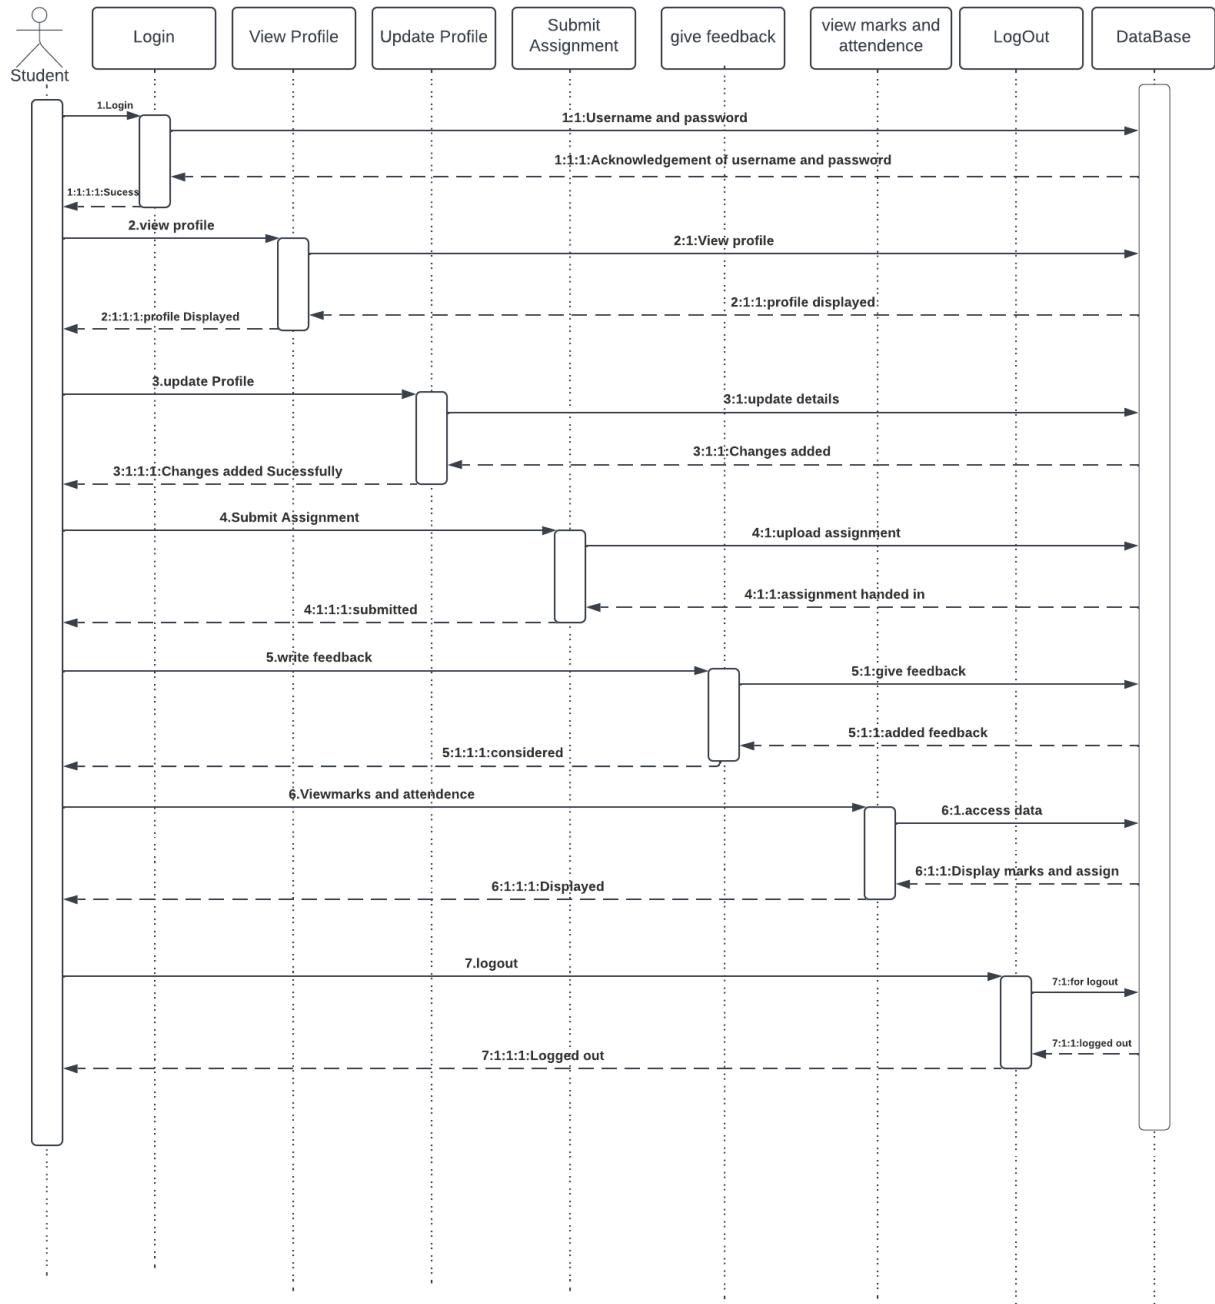 Student
Login
View Profile
Update Profile
Submit
Assignment
give feedback
view marks and
attendence
LogOut
DataBase
1.Login
1:1:Username and password
1:1:1:Acknowledgement of username and password
1:1:1:1:Sucess
2.view profile
2:1:View profile
2:1:1:profile displayed
2:1:1:1:profile Displayed
3.update Profile
3:1:update details
3:1:1:Changes added
3:1:1:1:Changes added Sucessfully
4.Submit Assignment
4:1:upload assignment
4:1:1:assignment handed in
4:1:1:1:submitted
5.write feedback
5:1:give feedback
5:1:1:added feedback
5:1:1:1:considered
6.Viewmarks and attendence
6:1.access data
6:1:1:Display marks and assign
6:1:1:1:Displayed
7.logout
7:1:for logout
7:1:1:logged out
7:1:1:1:Logged out